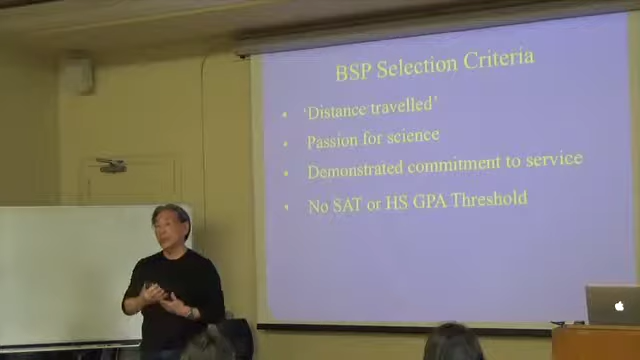 BSP Selection Criteria
• 'Distance travelled'
• Passion for science
• Demonstrated commitment to service
• No SAT or HS GPA Threshold